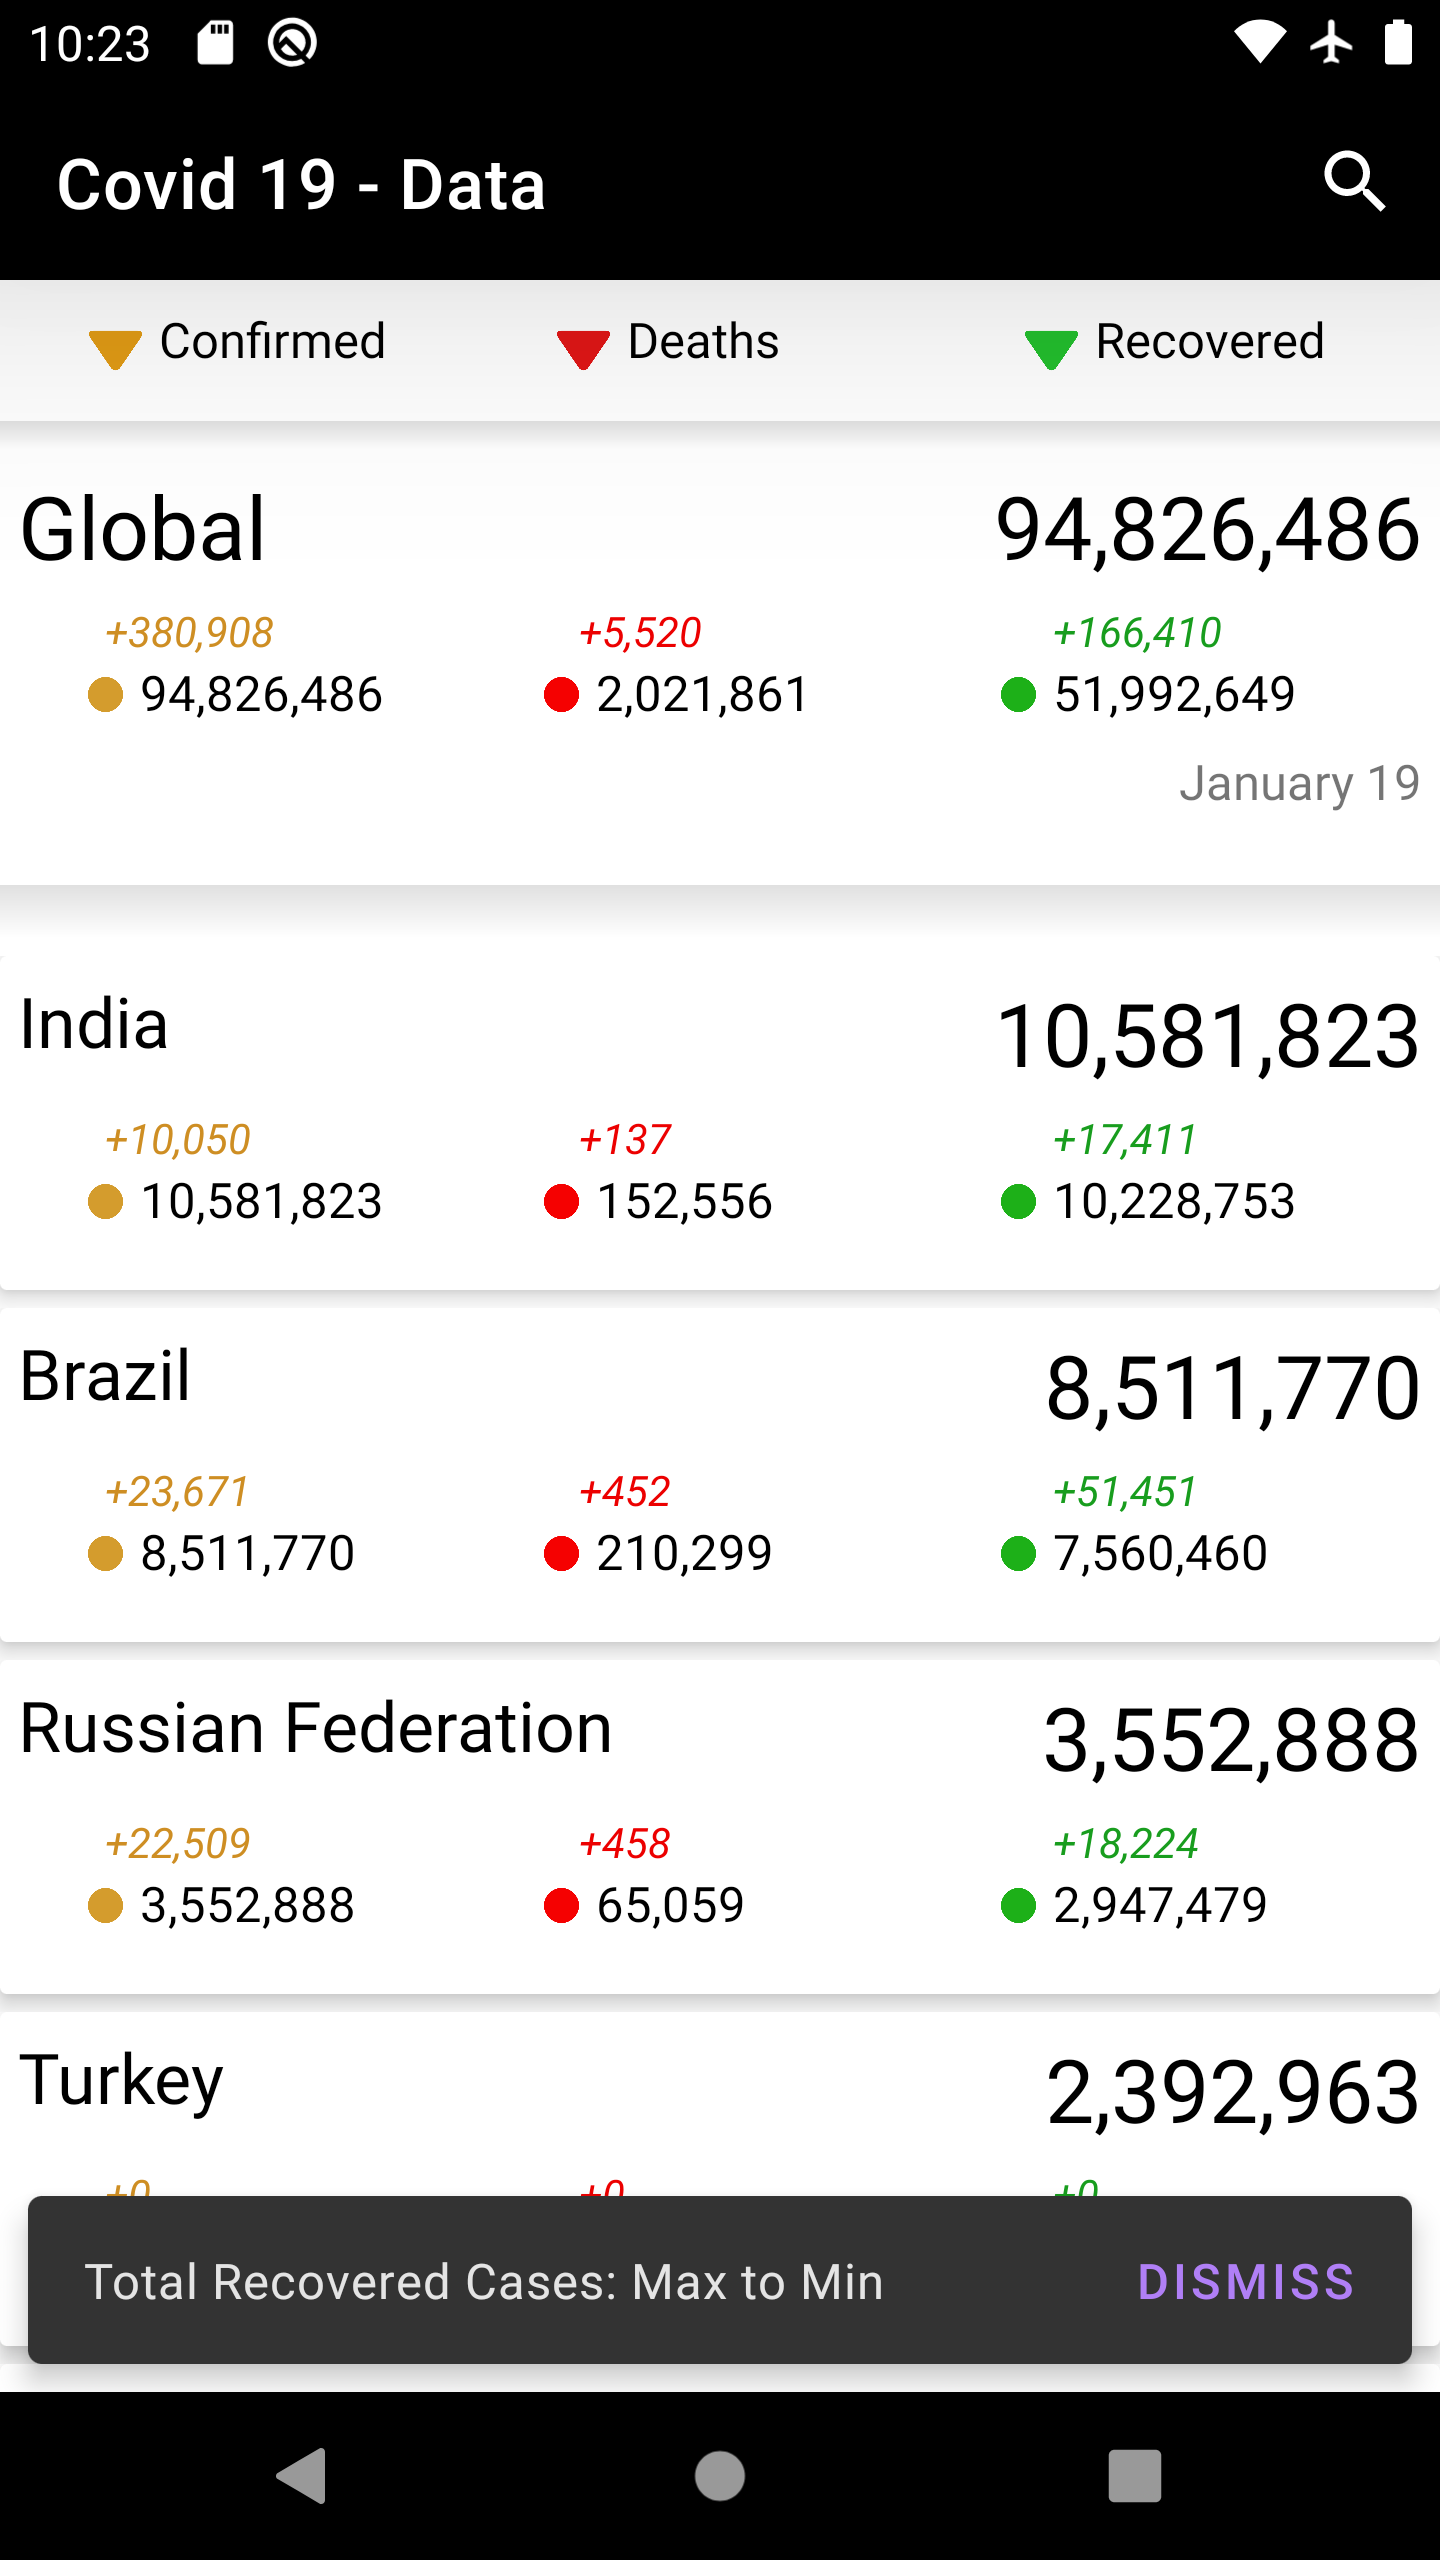 10:23
Covid 19 - Data
Confirmed Deaths Recovered
Global 94,826,486
+380,908 +5,520 +166,410
94,826,486 2,021,861 51,992,649
January 19
India 10,581,823
+10,050 +137 +17,411
10,581,823 152,556 10,228,753
Brazil 8,511,770
+23,671 +452 +51,451
8,511,770 210,299 7,560,460
Russian Federation 3,552,888
+22,509 +458 +18,224
3,552,888 65,059 2,947,479
Turkey 2,392,963
+0 +0 +0
Total Recovered Cases: Max to Min DISMISS